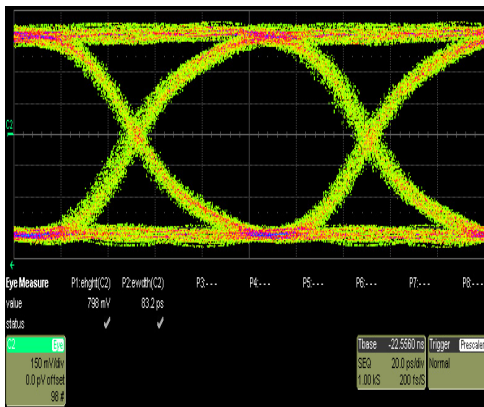 C2
Eye Measure P1:ehght(C2) P2:ewdth(C2) P3:--- P4:--- P5:--- P6:--- P7:--- P8:---
value 798 mV 83.2 ps
status ✓ ✓
C2 Eye
150 mV/div
0.0 pV offset
98 #
Tbase -22.5560 ns
SEQ 20.0 ps/div
1.00 kS 200 fs/S
Trigger Prescaler
Normal